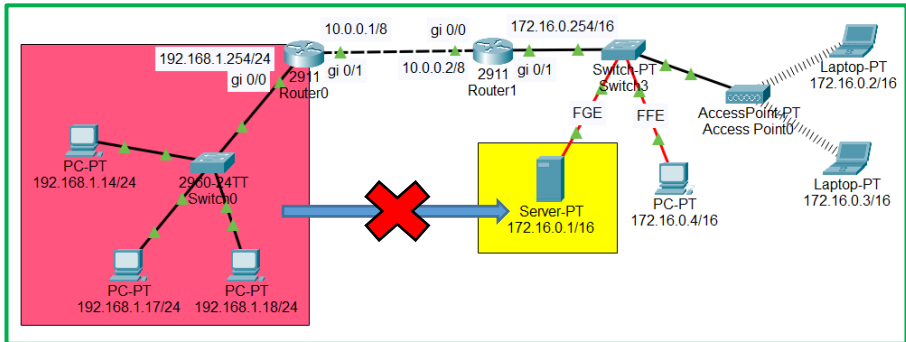 10.0.0.1/8
gi 0/0
172.16.0.254/16
192.168.1.254/24
gi 0/0
gi 0/1
10.0.0.2/8
gi 0/1
2911
Router0
2911
Router1
Switch-PT
Switch3
Laptop-PT
172.16.0.2/16
AccessPoint-PT
Access Point0
FGE
FFE
PC-PT
192.168.1.14/24
2960-24TT
Switch0
Server-PT
172.16.0.1/16
PC-PT
172.16.0.4/16
Laptop-PT
172.16.0.3/16
PC-PT
192.168.1.17/24
PC-PT
192.168.1.18/24